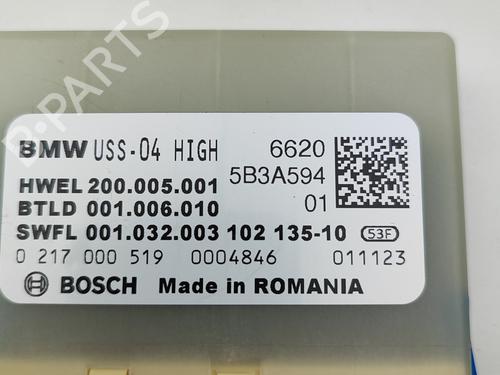 B-PARTS
BMW USS-04 HIGH 6620
5B3A594
HWEL 200.005.001
BTLD 001.006.010 01
SWFL 001.032.003 102 135-10 53F
0 217 000 519 0004846 011123
BOSCH Made in ROMANIA